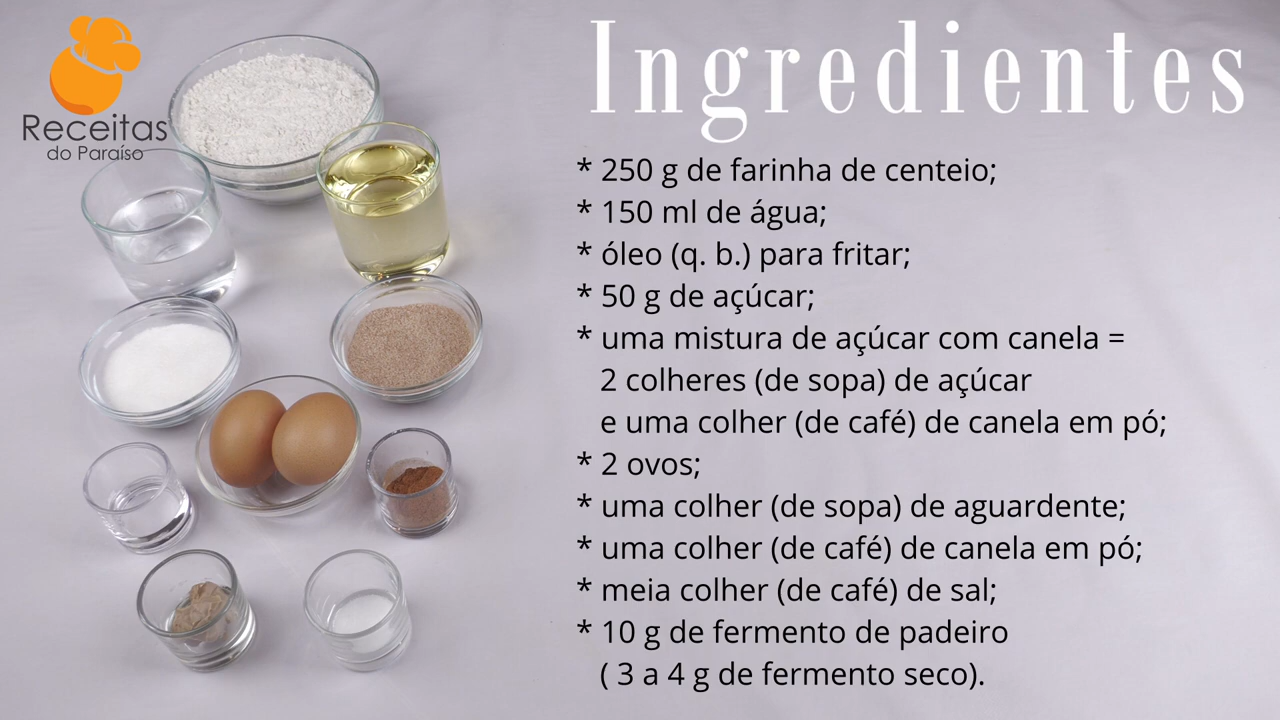 Receitas
do Paraíso
Ingredientes
* 250 g de farinha de centeio;
* 150 ml de água;
* óleo (q. b.) para fritar;
* 50 g de açúcar;
* uma mistura de açúcar com canela =
2 colheres (de sopa) de açúcar
e uma colher (de café) de canela em pó;
* 2 ovos;
* uma colher (de sopa) de aguardente;
* uma colher (de café) de canela em pó;
* meia colher (de café) de sal;
* 10 g de fermento de padeiro
( 3 a 4 g de fermento seco).